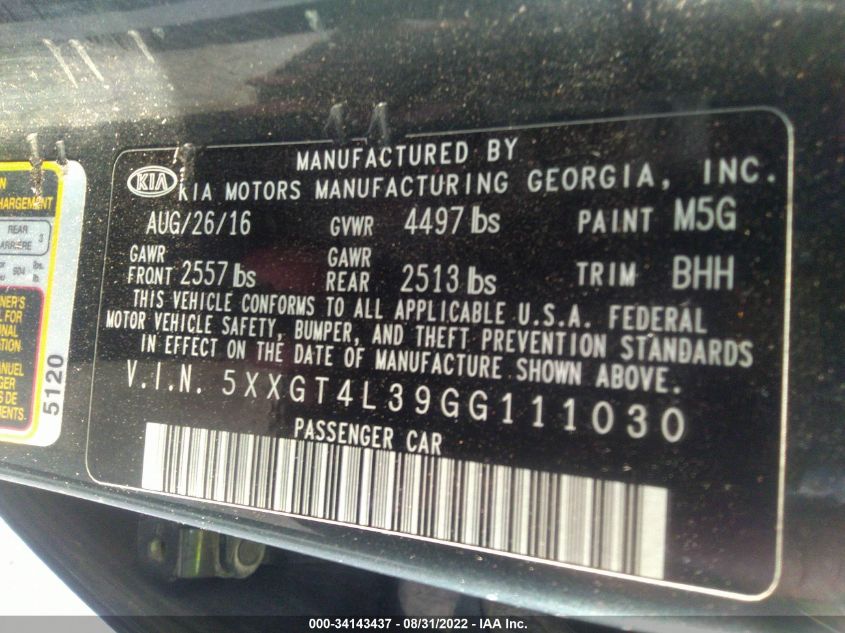 MANUFACTURED BY
KIA
KIA MOTORS MANUFACTURING GEORGIA, INC.
AUG/26/16 GVWR 4497 lbs PAINT M5G
GAWR FRONT 2557 lbs GAWR REAR 2513 lbs TRIM BHH
THIS VEHICLE CONFORMS TO ALL APPLICABLE U.S.A. FEDERAL
MOTOR VEHICLE SAFETY, BUMPER, AND THEFT PREVENTION STANDARDS
IN EFFECT ON THE DATE OF MANUFACTURE SHOWN ABOVE.
V.I.N. 5XXGT4L39GG111030
PASSENGER CAR
REAR
3
5120
000-34143437 - 08/31/2022 - IAA Inc.